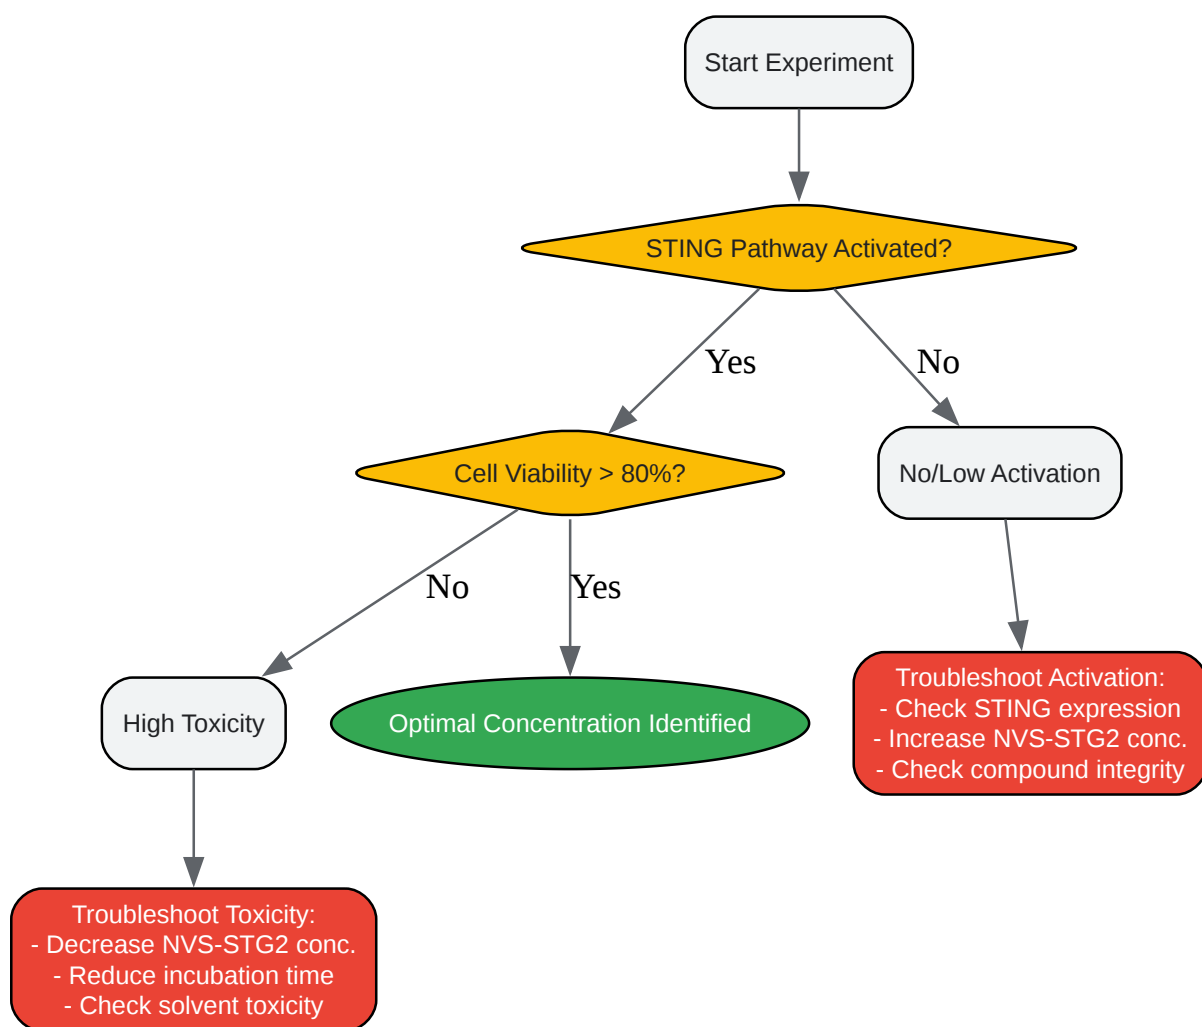 Start Experiment
STING Pathway Activated?
Yes
No
Cell Viability > 80%?
No/Low Activation
No
Yes
High Toxicity
Optimal Concentration Identified
Troubleshoot Activation:
- Check STING expression
- Increase NVS-STG2 conc.
- Check compound integrity
Troubleshoot Toxicity:
- Decrease NVS-STG2 conc.
- Reduce incubation time
- Check solvent toxicity